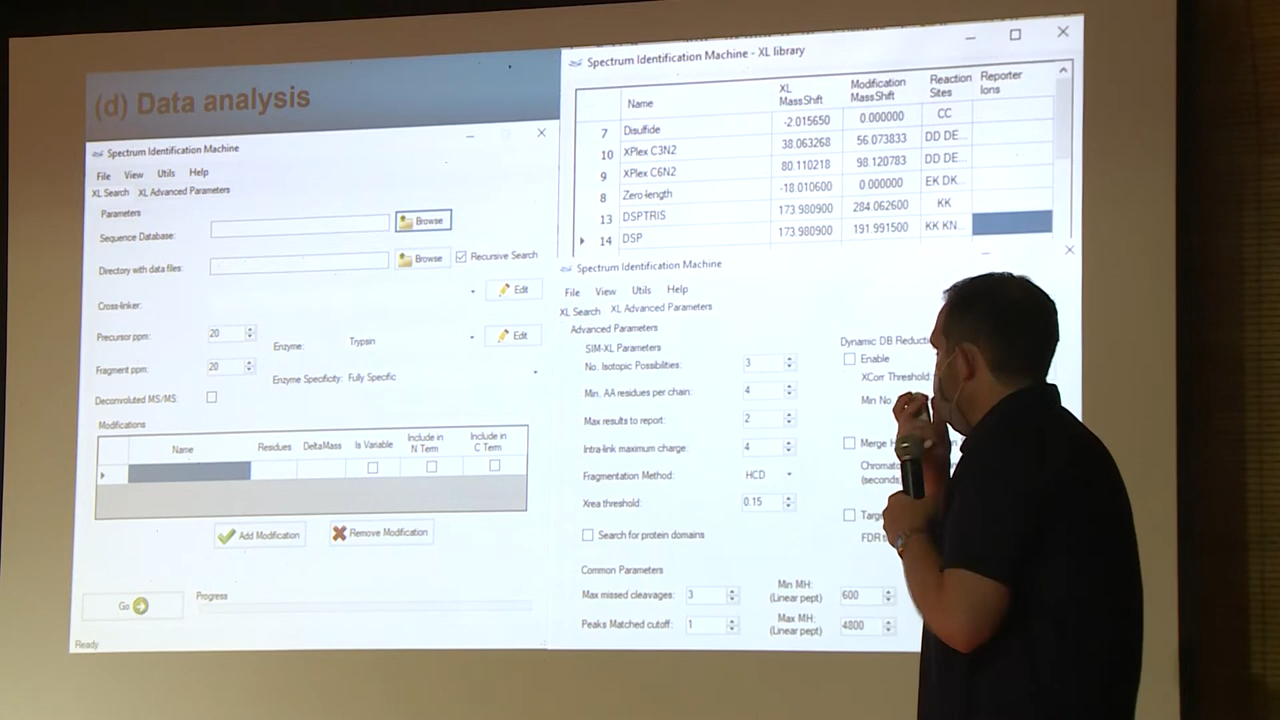 (d) Data analysis
Spectrum Identification Machine
File View Utils Help
XL Search XL Advanced Parameters
Parameters
Sequence Database: Browse
Directory with data files: Browse Recursive Search
Cross-linker: Edit
Precursor ppm: 20 Enzyme: Trypsin Edit
Fragment ppm: 20 Enzyme Specificity: Fully Specific
Deconvoluted MS/MS:
Modifications
Name Residues DeltaMass Is Variable Include in N Term Include in C Term
Add Modification Remove Modification
Go Progress
Ready
Spectrum Identification Machine - XL library
Name XL MassShift Modification MassShift Reaction Sites Reporter Ions
7 Disulfide -2.015650 0.000000 CC
10 XPlex C3N2 38.063268 56.073833 DD DE...
9 XPlex C6N2 80.110218 98.120783 DD DE...
8 Zero-length -18.010600 0.000000 EK DK...
13 DSPTRIS 173.980900 284.062600 KK
14 DSP 173.980900 191.991500 KK KN...
Spectrum Identification Machine
File View Utils Help
XL Search XL Advanced Parameters
Advanced Parameters
SIM-XL Parameters
No. Isotopic Possibilities: 3
Min. AA residues per chain: 4
Max results to report: 2
Intra-link maximum charge: 4
Fragmentation Method: HCD
Xrea threshold: 0.15
Search for protein domains
Common Parameters
Max missed cleavages: 3 Min MH: (Linear pept) 600
Peaks Matched cutoff: 1 Max MH: (Linear pept) 4800
Dynamic DB
Enable
XCorr Threshold
Min No
Merge
(seconds
FDR